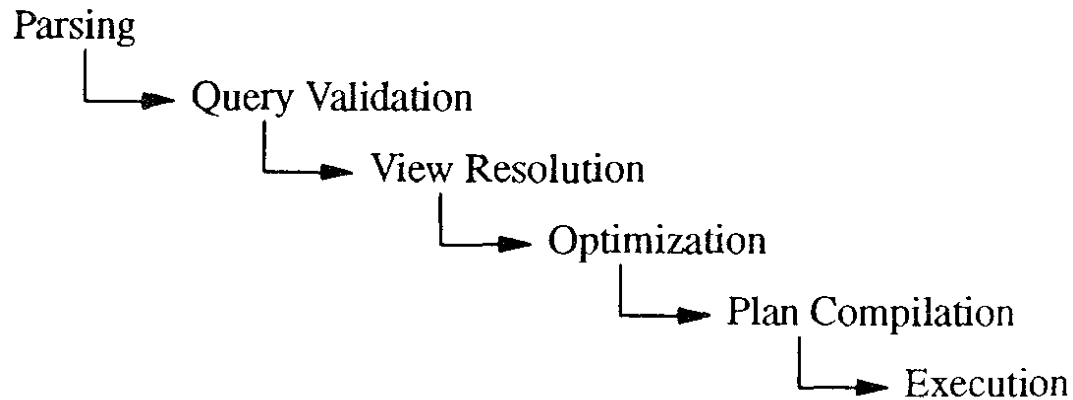 Parsing
Query Validation
View Resolution
Optimization
Plan Compilation
Execution